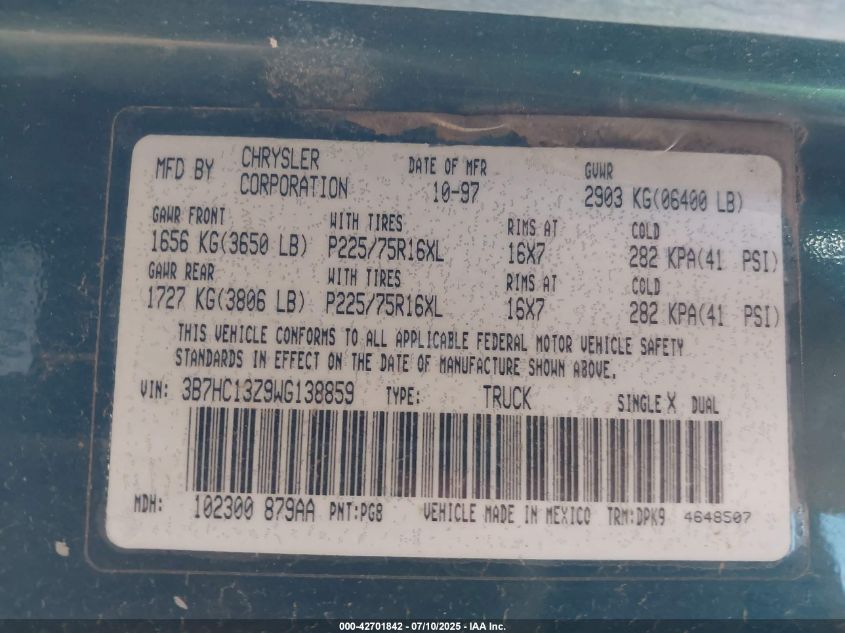 MFD BY CHRYSLER CORPORATION DATE OF MFR 10-97 GVWR 2903 KG(06400 LB)
GAWR FRONT WITH TIRES RIMS AT COLD
1656 KG(3650 LB) P225/75R16XL 16X7 282 KPA(41 PSI)
GAWR REAR WITH TIRES RIMS AT COLD
1727 KG(3806 LB) P225/75R16XL 16X7 282 KPA(41 PSI)
THIS VEHICLE CONFORMS TO ALL APPLICABLE FEDERAL MOTOR VEHICLE SAFETY
STANDARDS IN EFFECT ON THE DATE OF MANUFACTURE SHOWN ABOVE.
VIN: 3B7HC13Z9WG138859 TYPE: TRUCK SINGLE X DUAL
MDH: 102300 879AA PNT:PG8 VEHICLE MADE IN MEXICO TRM:DPK9 4648507
000-42701842 - 07/10/2025 - IAA Inc.